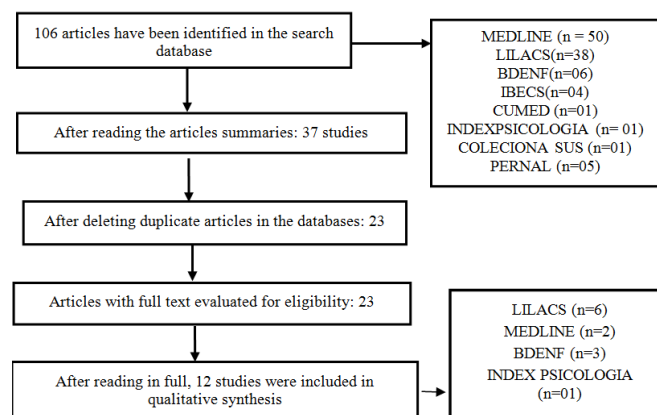 106 articles have been identified in the search
database
MEDLINE (n = 50)
LILACS(n=38)
BDENF(n=06)
IBECS(n=04)
CUMED (n=01)
INDEXPSICOLOGIA (n= 01)
COLECIONA SUS (n=01)
PERNAL (n=05)
After reading the articles summaries: 37 studies
After deleting duplicate articles in the databases: 23
Articles with full text evaluated for eligibility: 23
After reading in full, 12 studies were included in
qualitative synthesis
LILACS (n=6)
MEDLINE (n=2)
BDENF (n=3)
INDEX PSICOLOGIA
(n=01)